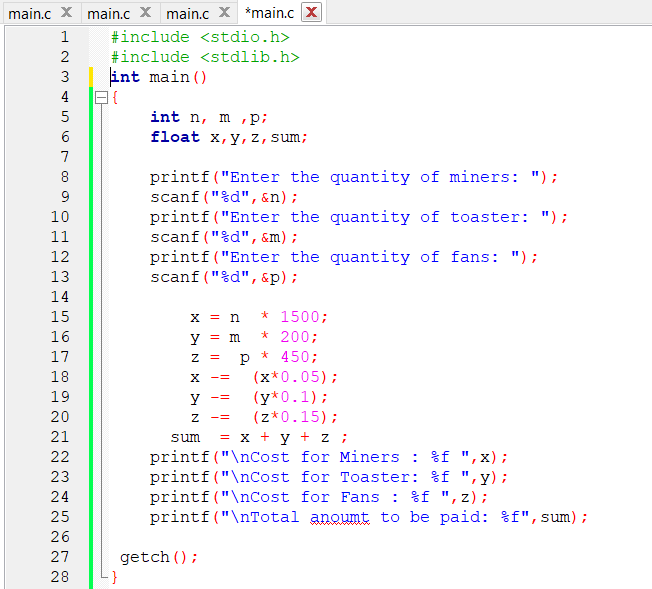 main.c X main.c X main.c X *main.c X
1 #include <stdio.h>
2 #include <stdlib.h>
3 int main()
4 {
5 int n, m ,p;
6 float x,y,z,sum;
7
8 printf("Enter the quantity of miners: ");
9 scanf("%d",&n);
10 printf("Enter the quantity of toaster: ");
11 scanf("%d",&m);
12 printf("Enter the quantity of fans: ");
13 scanf("%d",&p);
14
15 x = n  * 1500;
16 y = m  * 200;
17 z =  p * 450;
18 x -=  (x*0.05);
19 y -=  (y*0.1);
20 z -=  (z*0.15);
21 sum  = x + y + z ;
22 printf("\nCost for Miners : %f ",x);
23 printf("\nCost for Toaster: %f ",y);
24 printf("\nCost for Fans : %f ",z);
25 printf("\nTotal anoumt to be paid: %f",sum);
26
27 getch();
28 }